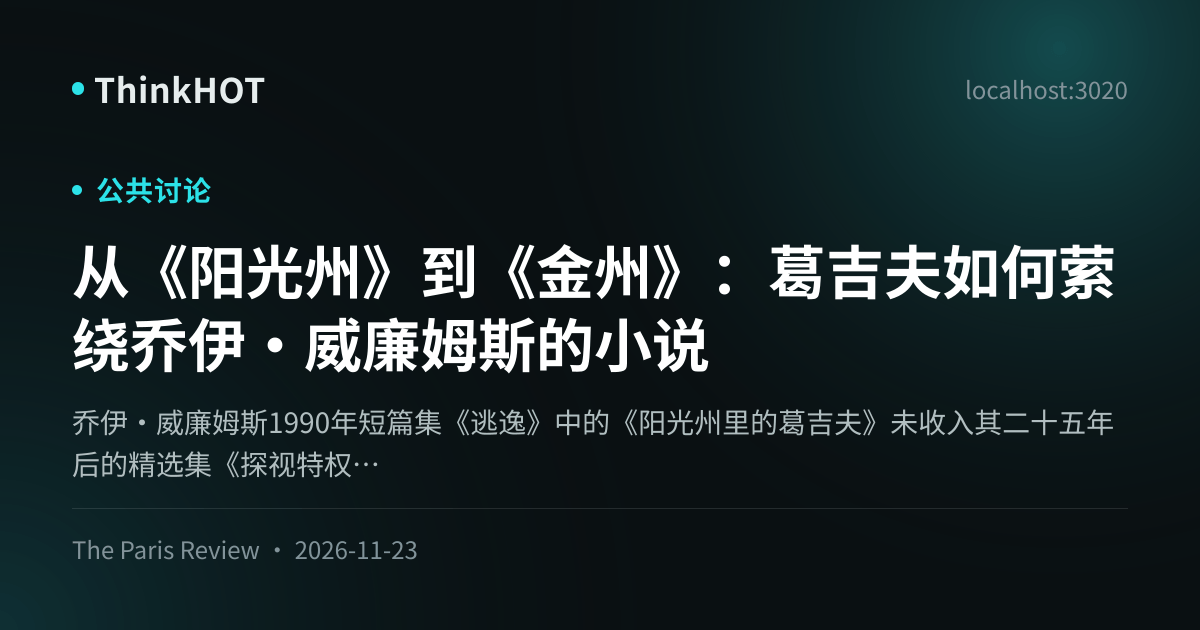 ThinkHOT
localhost:3020
公共讨论
从《阳光州》到《金州》：葛吉夫如何萦
绕乔伊・威廉姆斯的小说
乔伊・威廉姆斯1990年短篇集《逃逸》中的《阳光州里的葛吉夫》未收入其二十五年
后的精选集《探视特权…
The Paris Review ・ 2026-11-23